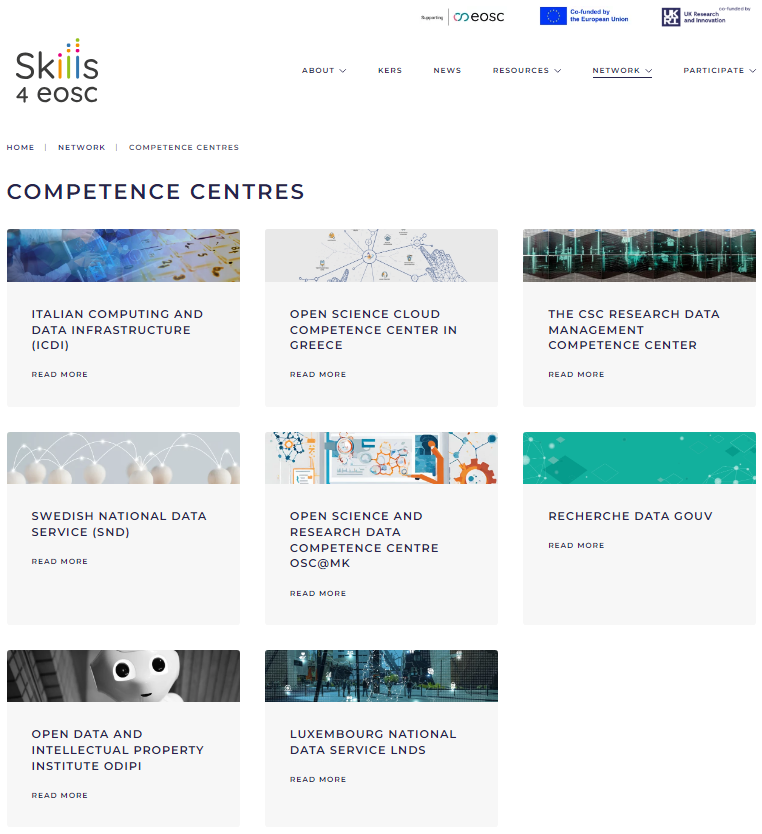 Supporting
eosc
Co-funded by
the European Union
co-funded by
UK Research
and Innovation
Skills
4 eosc
ABOUT
KERS
NEWS
RESOURCES
NETWORK
PARTICIPATE
HOME | NETWORK | COMPETENCE CENTRES
COMPETENCE CENTRES
ITALIAN COMPUTING AND
DATA INFRASTRUCTURE
(ICDI)
READ MORE
OPEN SCIENCE CLOUD
COMPETENCE CENTER IN
GREECE
READ MORE
THE CSC RESEARCH DATA
MANAGEMENT
COMPETENCE CENTER
READ MORE
SWEDISH NATIONAL DATA
SERVICE (SND)
READ MORE
OPEN SCIENCE AND
RESEARCH DATA
COMPETENCE CENTRE
OSC@MK
READ MORE
RECHERCHE DATA GOUV
READ MORE
OPEN DATA AND
INTELLECTUAL PROPERTY
INSTITUTE ODIPI
READ MORE
LUXEMBOURG NATIONAL
DATA SERVICE LNDS
READ MORE